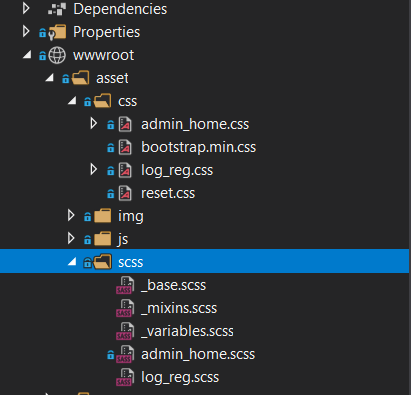 Dependencies
Properties
wwwroot
asset
css
admin_home.css
bootstrap.min.css
log_reg.css
reset.css
img
js
scss
_base.scss
_mixins.scss
_variables.scss
admin_home.scss
log_reg.scss